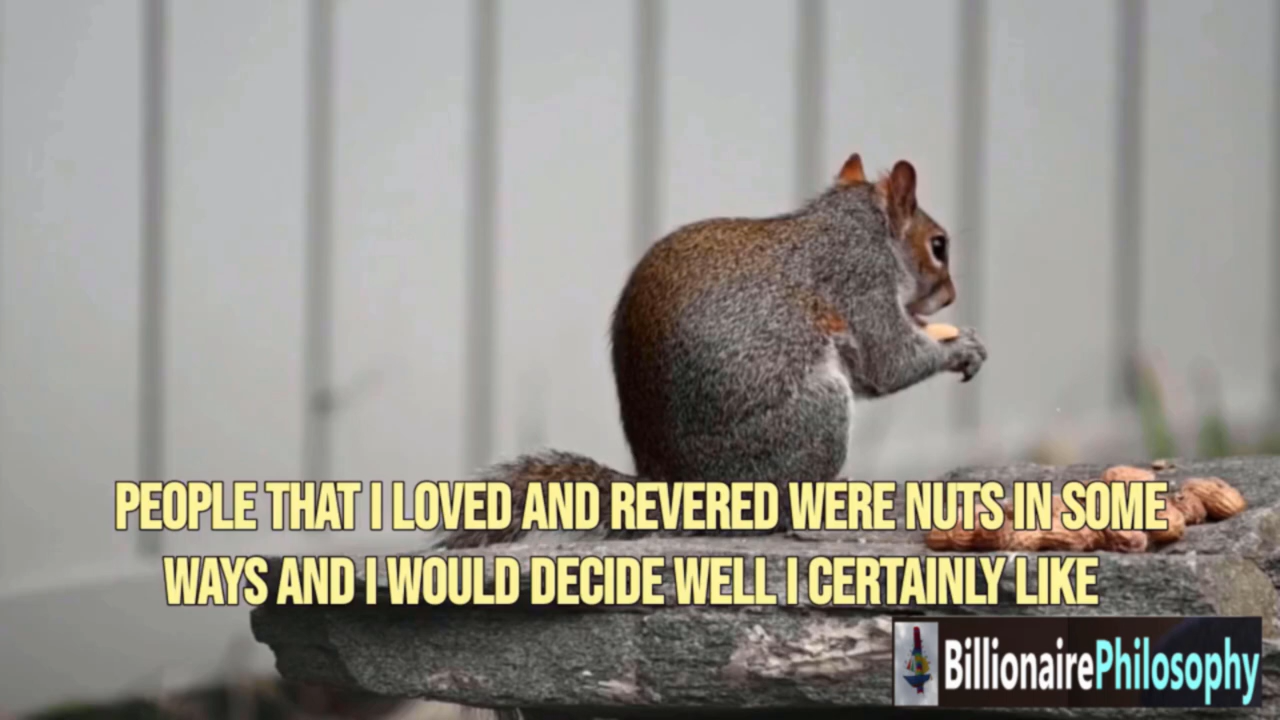 PEOPLE THAT I LOVED AND REVERED WERE NUTS IN SOME
WAYS AND I WOULD DECIDE WELL I CERTAINLY LIKE
BillionairePhilosophy